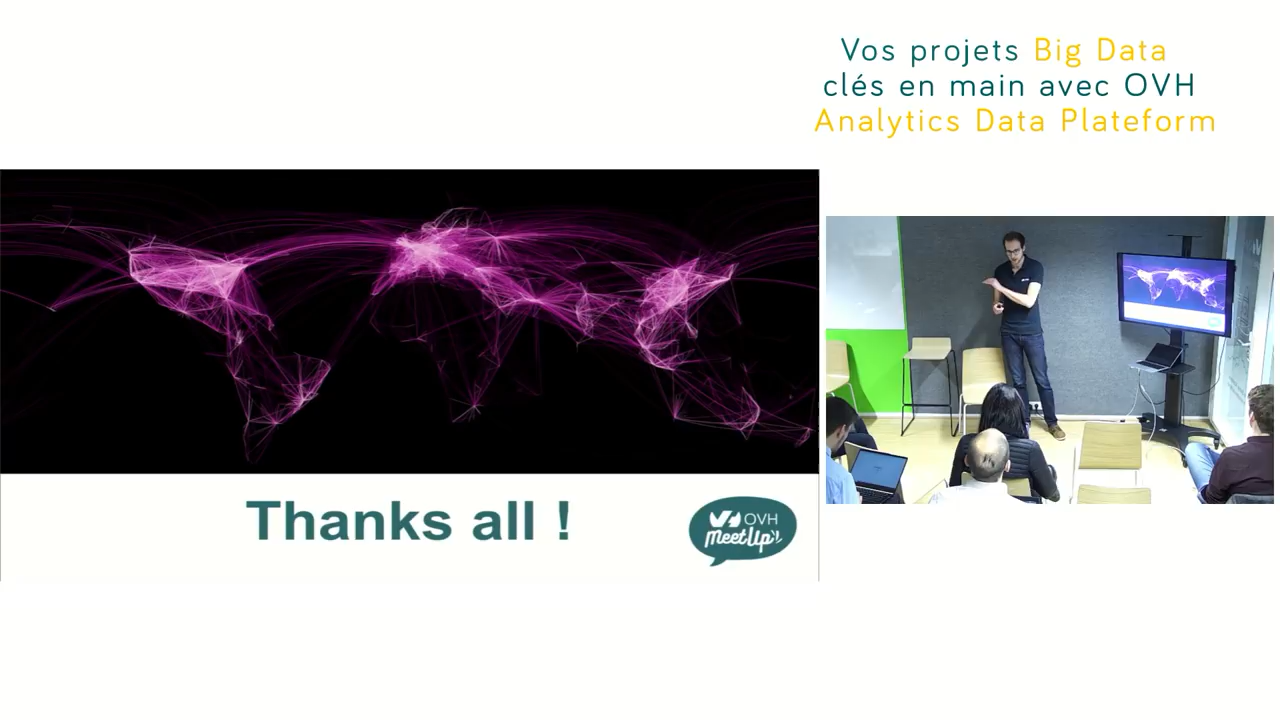 Vos projets Big Data
clés en main avec OVH
Analytics Data Plateform
Thanks all !
OVH
MeetUp